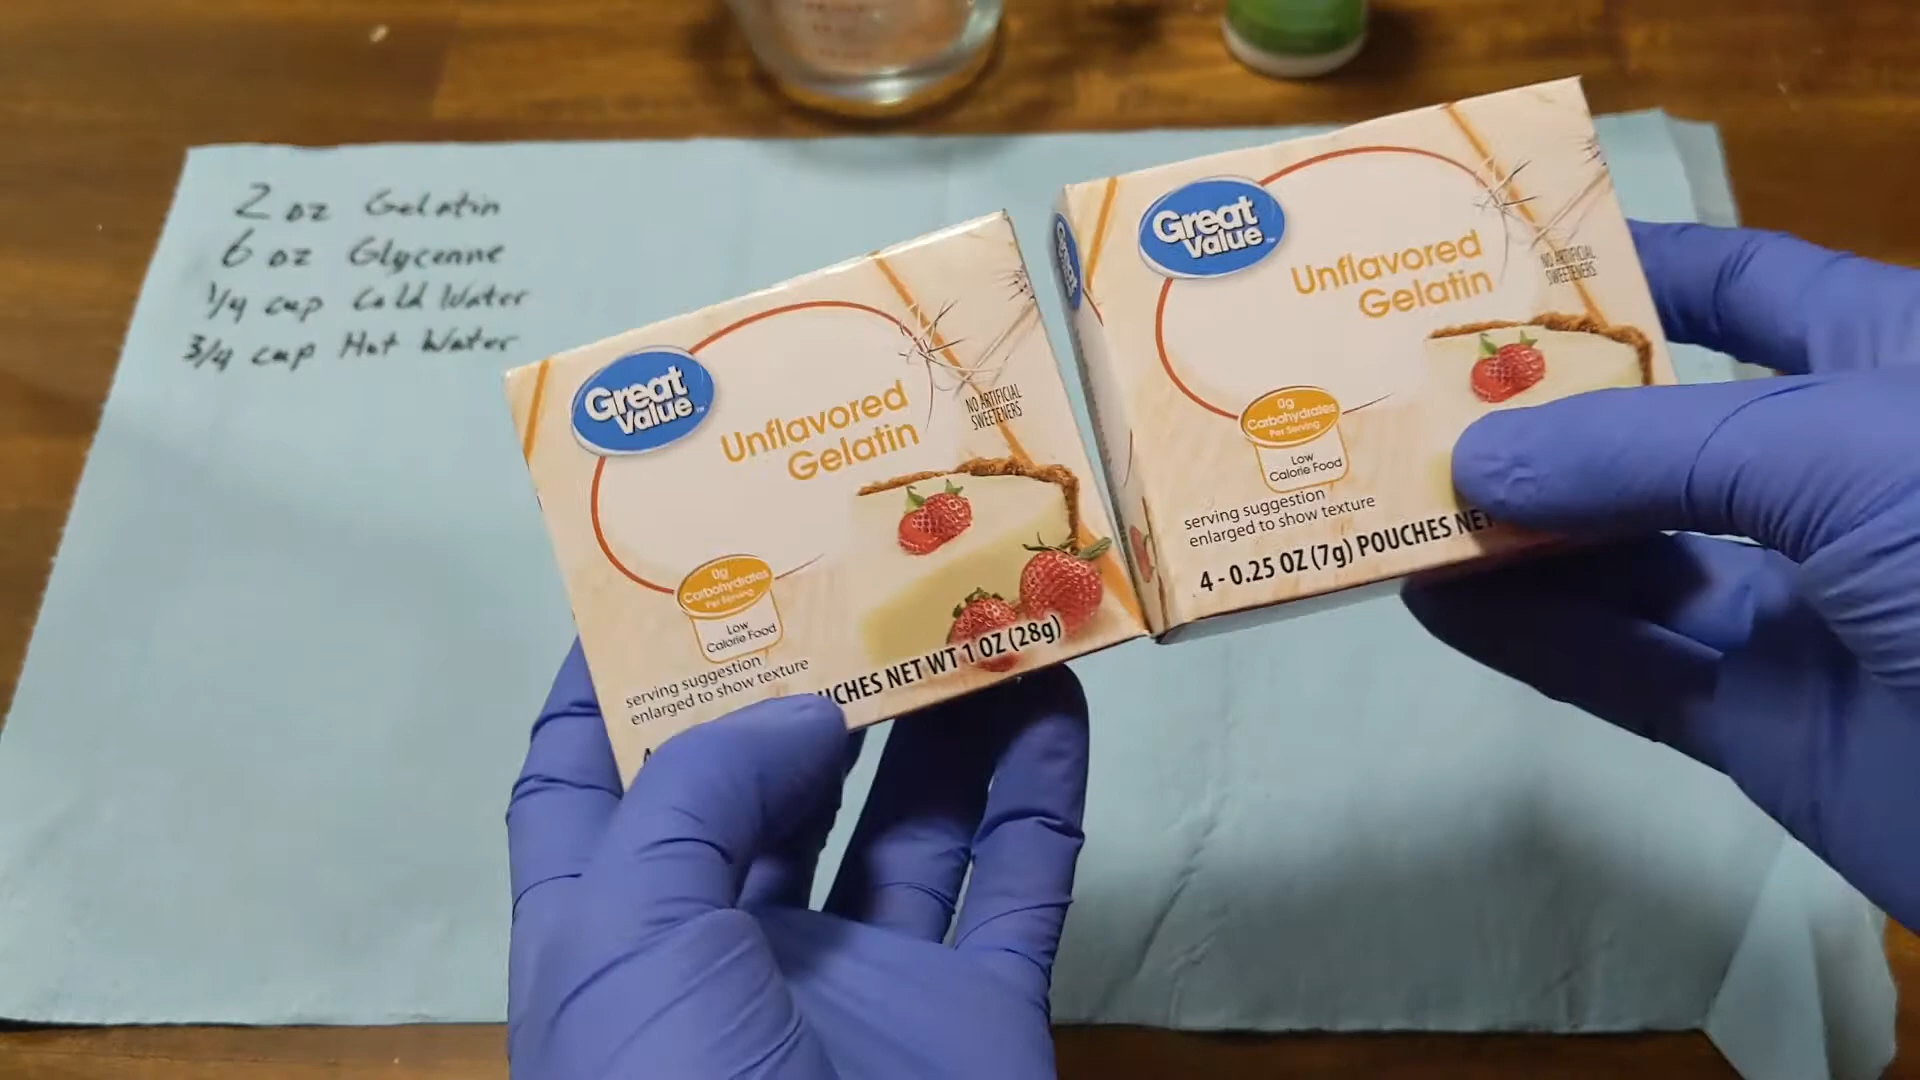 2 oz Gelatin
6 oz Glycerine
1/4 cup Cold Water
3/4 cup Hot Water
Great
Value
Unflavored
Gelatin
NO ARTIFICIAL
SWEETENERS
0g
Carbohydrates
Per Serving
Low
Calorie Food
serving suggestion
enlarged to show texture
UCHES NET WT 1 OZ (28g)
Great
Value
Great
Value
Unflavored
Gelatin
NO ARTIFICIAL
SWEETENERS
0g
Carbohydrates
Per Serving
Low
Calorie Food
serving suggestion
enlarged to show texture
4 - 0.25 OZ (7g) POUCHES NET